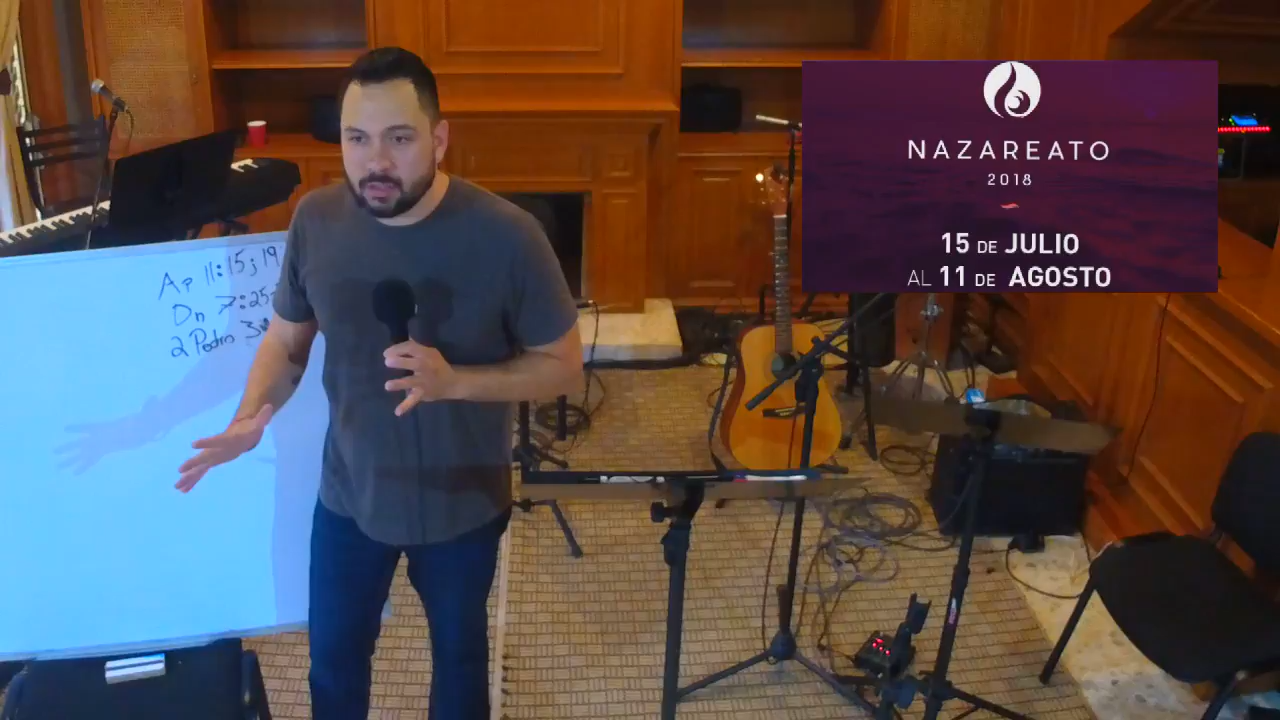 Ap 11:15; 19
Dn 7:25
2 Pedro 3
NAZAREATO
2018
15 DE JULIO
AL 11 DE AGOSTO